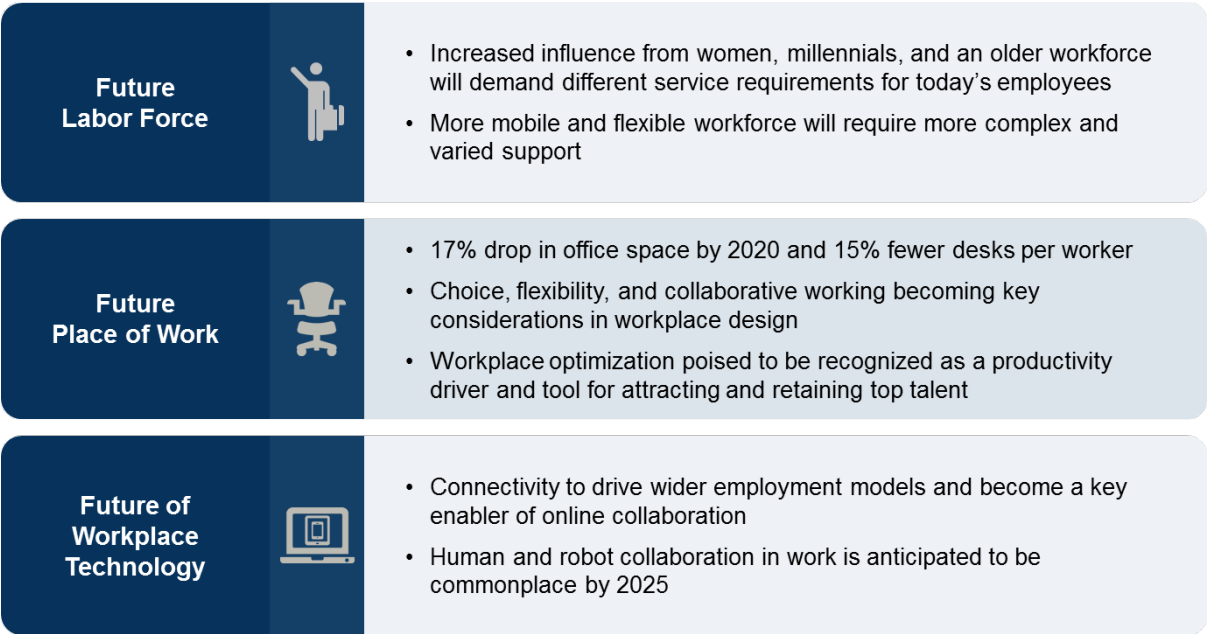 Future
Labor Force
• Increased influence from women, millennials, and an older workforce
will demand different service requirements for today's employees
• More mobile and flexible workforce will require more complex and
varied support
Future
Place of Work
• 17% drop in office space by 2020 and 15% fewer desks per worker
• Choice, flexibility, and collaborative working becoming key
considerations in workplace design
• Workplace optimization poised to be recognized as a productivity
driver and tool for attracting and retaining top talent
Future of
Workplace
Technology
• Connectivity to drive wider employment models and become a key
enabler of online collaboration
• Human and robot collaboration in work is anticipated to be
commonplace by 2025